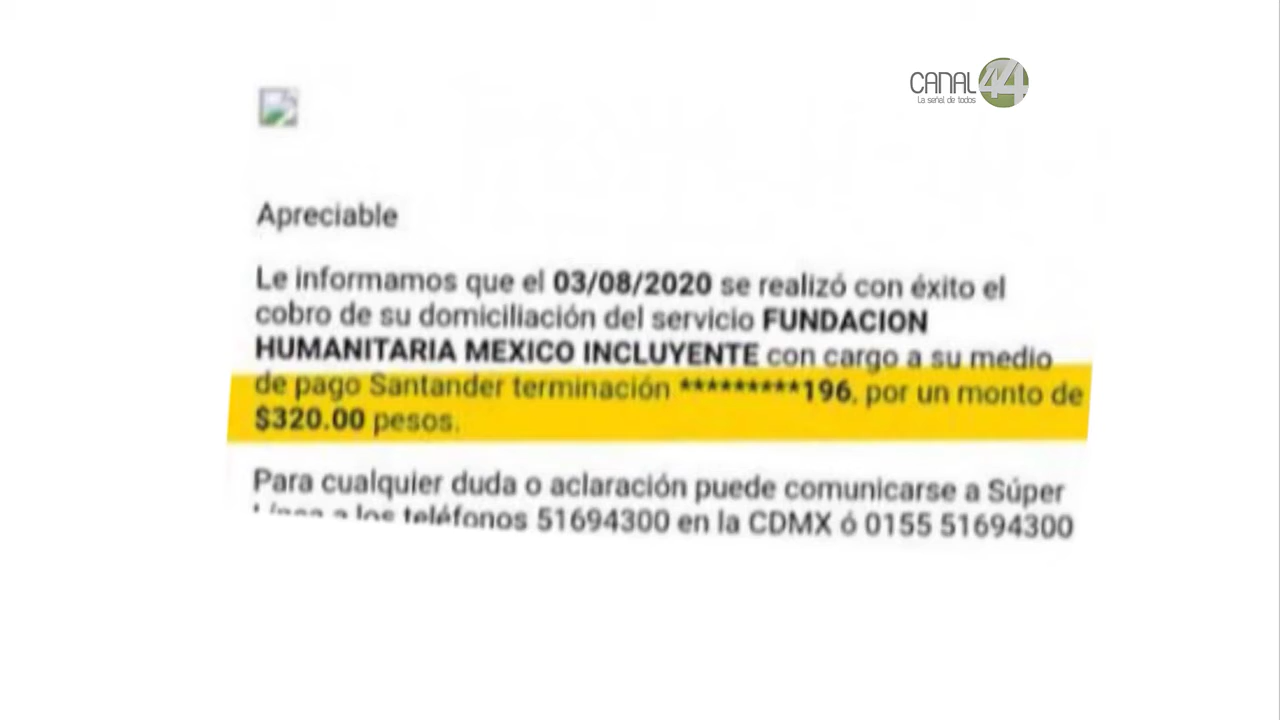 CANAL 44
La señal de todos
Apreciable
Le informamos que el 03/08/2020 se realizó con éxito el
cobro de su domiciliación del servicio FUNDACION
HUMANITARIA MEXICO INCLUYENTE con cargo a su medio
de pago Santander terminación *********196, por un monto de
$320.00 pesos.
Para cualquier duda o aclaración puede comunicarse a Súper
Línea a los teléfonos 51694300 en la CDMX ó 0155 51694300